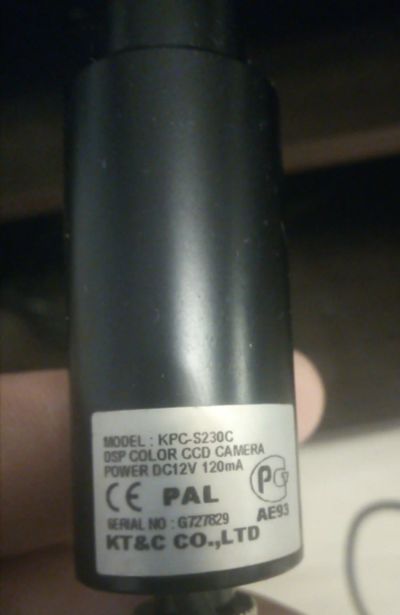 MODEL : KPC-S230C
DSP COLOR CCD CAMERA
POWER DC12V 120mA
CE PAL
PG
AE93
SERIAL NO : G727829
KT&C CO.,LTD